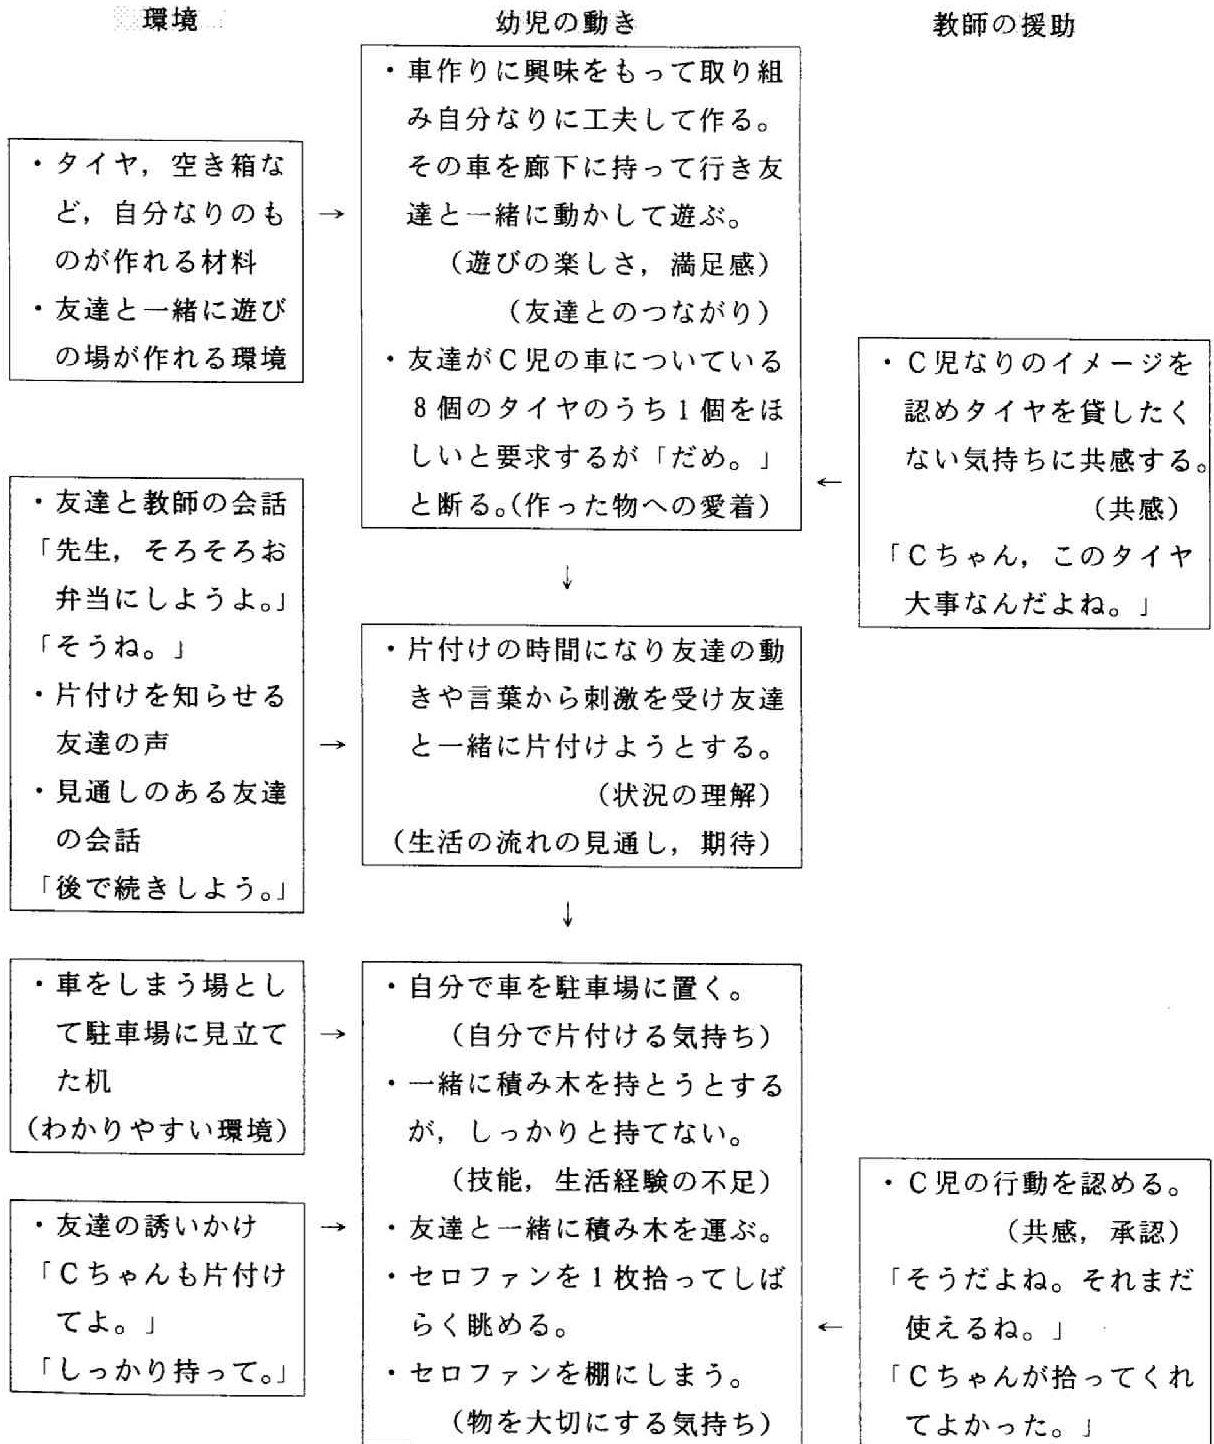 環境
幼児の動き
教師の援助
・タイヤ，空き箱な
ど，自分なりのも
のが作れる材料
・友達と一緒に遊び
の場が作れる環境
→
・車作りに興味をもって取り組
み自分なりに工夫して作る。
その車を廊下に持って行き友
達と一緒に動かして遊ぶ。
（遊びの楽しさ，満足感）
（友達とのつながり）
・友達がC児の車についている
8個のタイヤのうち1個をほ
しいと要求するが「だめ。」
と断る。（作った物への愛着）
←
・C児なりのイメージを
認めタイヤを貸したく
ない気持ちに共感する。
（共感）
「Cちゃん，このタイヤ
大事なんだよね。」
↓
・友達と教師の会話
「先生，そろそろお
弁当にしようよ。」
「そうね。」
・片付けを知らせる
友達の声
・見通しのある友達
の会話
「後で続きしよう。」
→
・片付けの時間になり友達の動
きや言葉から刺激を受け友達
と一緒に片付けようとする。
（状況の理解）
（生活の流れの見通し，期待）
↓
・車をしまう場とし
て駐車場に見立て
た机
（わかりやすい環境）
→
・友達の誘いかけ
「Cちゃんも片付け
てよ。」
「しっかり持って。」
→
・自分で車を駐車場に置く。
（自分で片付ける気持ち）
・一緒に積み木を持とうとする
が，しっかりと持てない。
（技能，生活経験の不足）
・友達と一緒に積み木を運ぶ。
・セロファンを1枚拾ってしば
らく眺める。
・セロファンを棚にしまう。
（物を大切にする気持ち）
←
・C児の行動を認める。
（共感，承認）
「そうだよね。それまだ
使えるね。」
「Cちゃんが拾ってくれ
てよかった。」